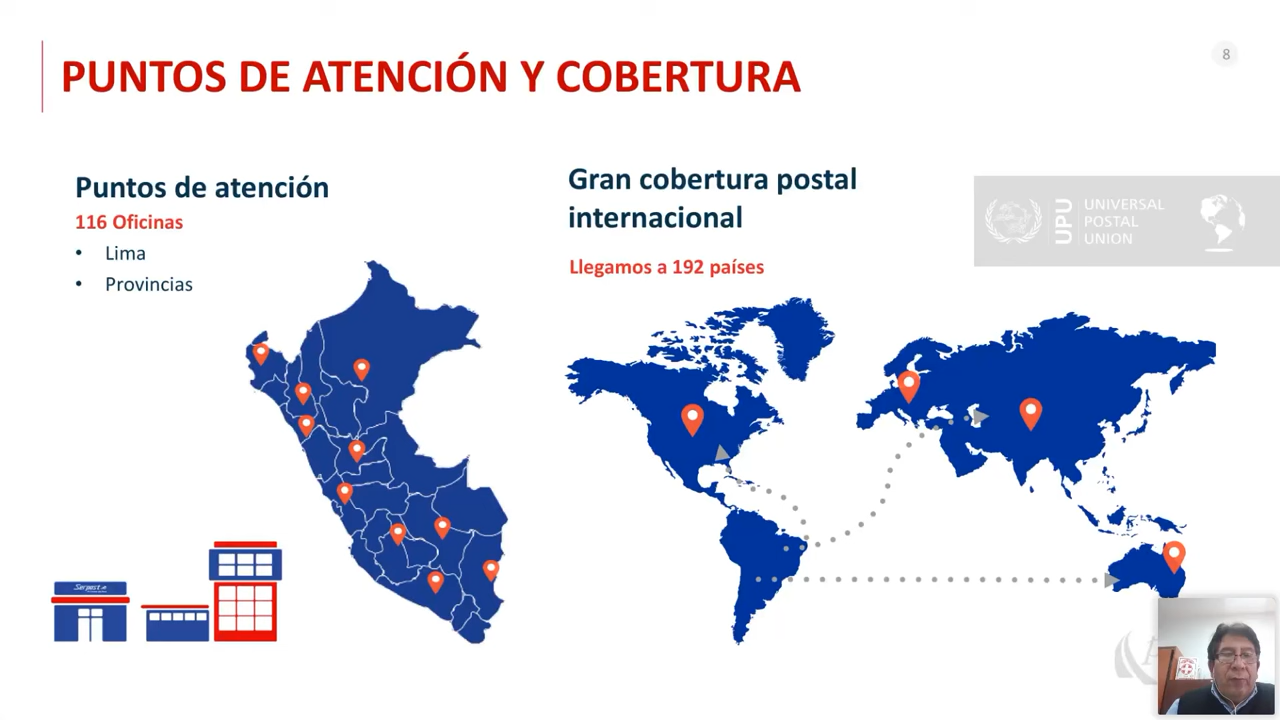 8
PUNTOS DE ATENCIÓN Y COBERTURA
Puntos de atención
116 Oficinas
• Lima
• Provincias
Gran cobertura postal
internacional
Llegamos a 192 países
UPU
UNIVERSAL
POSTAL
UNION
Serpost